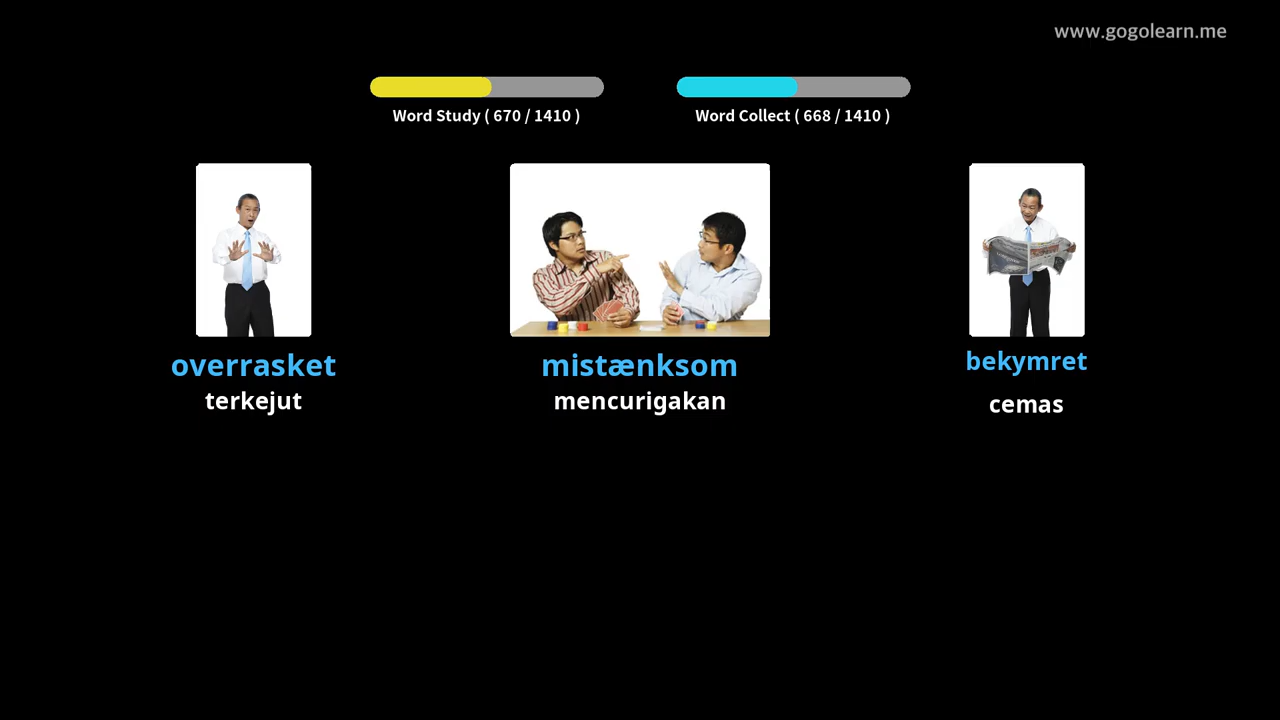 www.gogolearn.me
Word Study ( 670 / 1410 )
Word Collect ( 668 / 1410 )
overrasket
terkejut
mistænksom
mencurigakan
bekymret
cemas